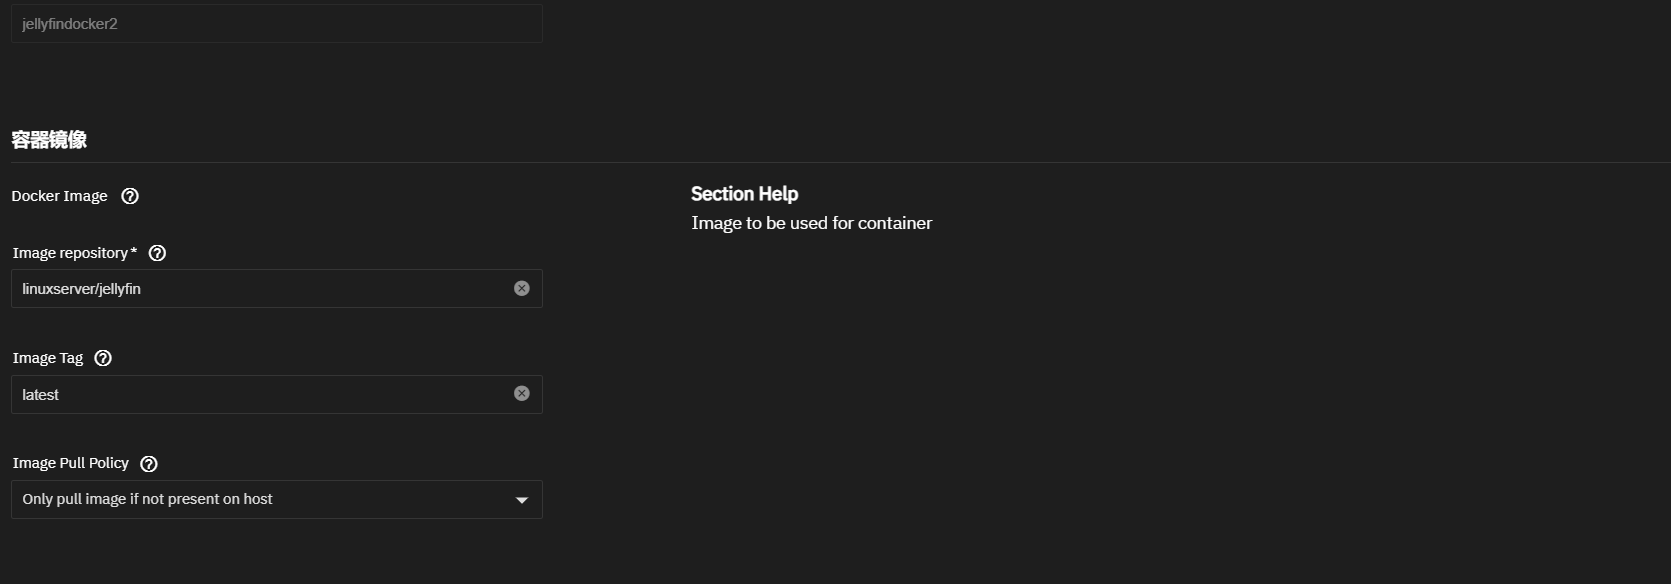 jellyfindocker2
容器镜像
Docker Image
Section Help
Image to be used for container
Image repository*
linuxserver/jellyfin
Image Tag
latest
Image Pull Policy
Only pull image if not present on host